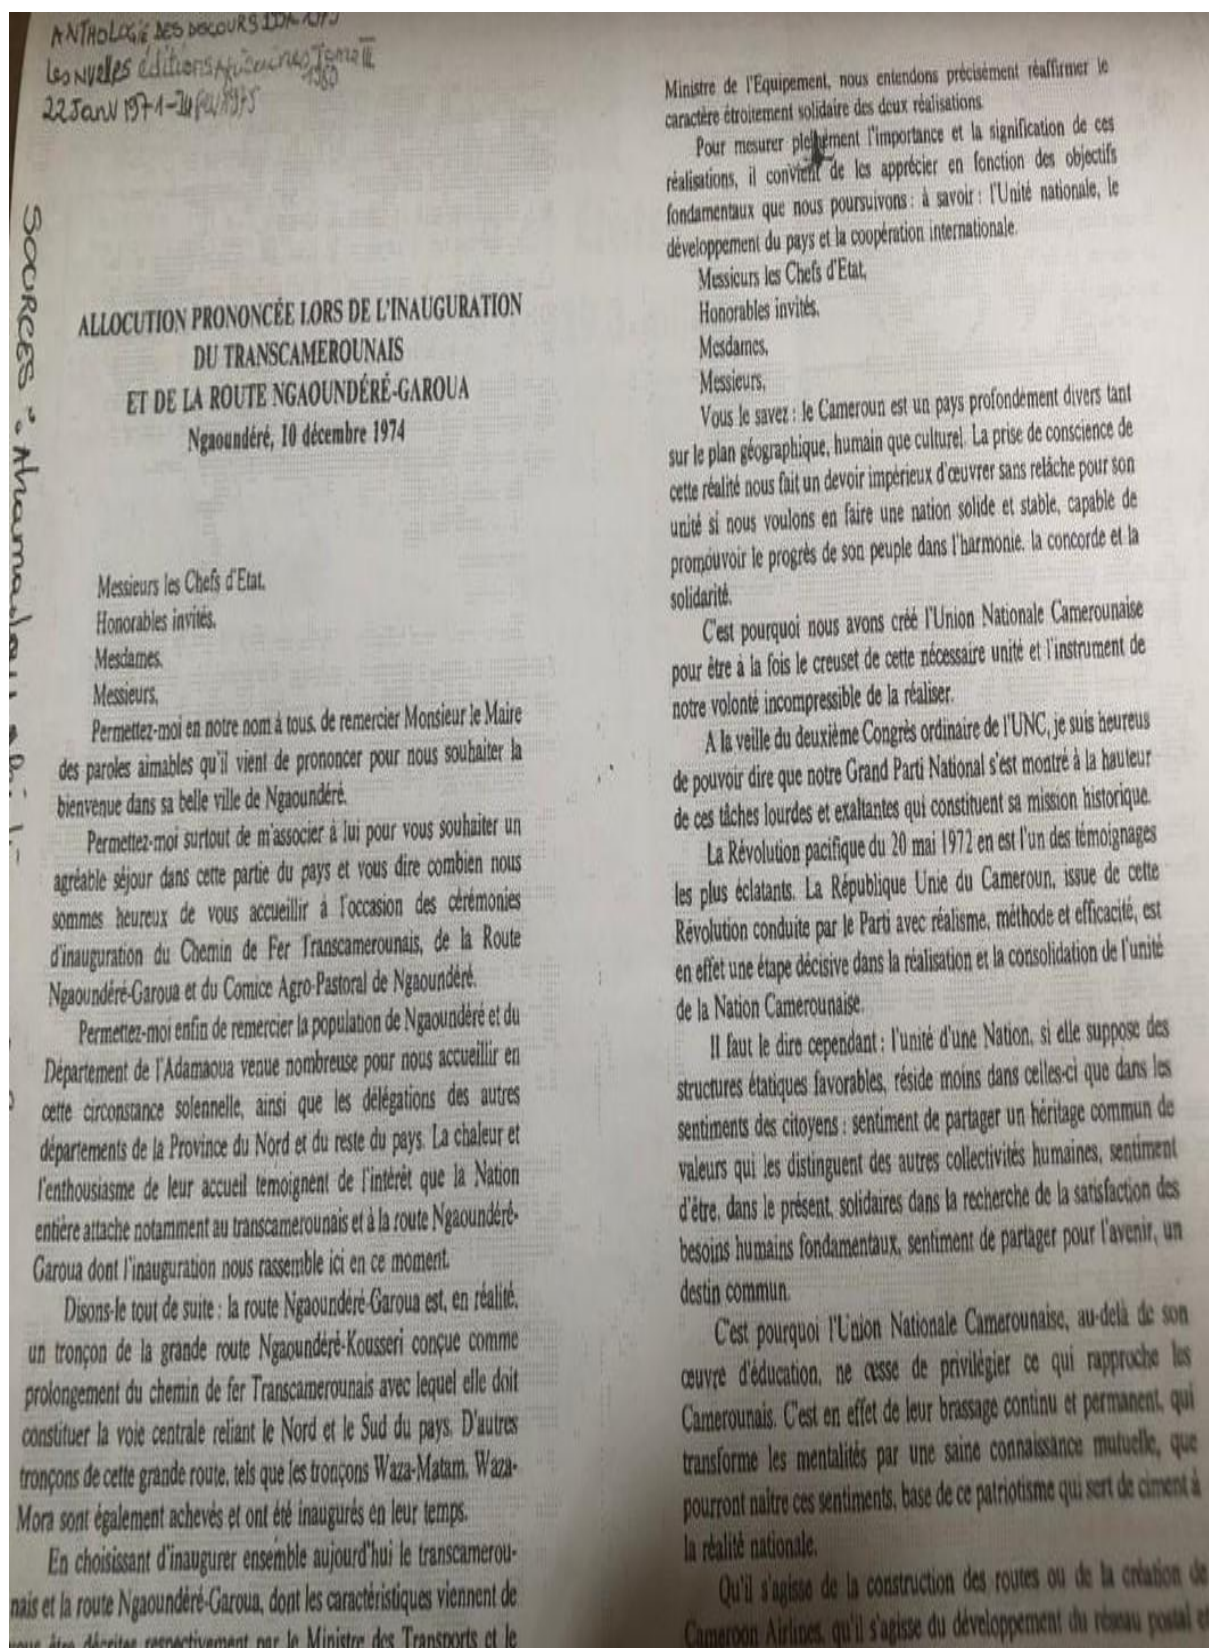 ANTHOLOGIE DES DISCOURS
Les Nvelles éditions Africaines Tome III
1980
22 Janv 1971-24 fev 1975
SOURCES "Ahamadou
ALLOCUTION PRONONCÉE LORS DE L'INAUGURATION
DU TRANSCAMEROUNAIS
ET DE LA ROUTE NGAOUNDÉRÉ-GAROUA
Ngaoundéré, 10 décembre 1974
Messieurs les Chefs d'Etat,
Honorables invités,
Mesdames,
Messieurs,
Permettez-moi en notre nom à tous, de remercier Monsieur le Maire
des paroles aimables qu'il vient de prononcer pour nous souhaiter la
bienvenue dans sa belle ville de Ngaoundéré.
Permettez-moi surtout de m'associer à lui pour vous souhaiter un
agréable séjour dans cette partie du pays et vous dire combien nous
sommes heureux de vous accueillir à l'occasion des cérémonies
d'inauguration du Chemin de Fer Transcamerounais, de la Route
Ngaoundéré-Garoua et du Comice Agro-Pastoral de Ngaoundéré.
Permettez-moi enfin de remercier la population de Ngaoundéré et du
Département de l'Adamaoua venue nombreuse pour nous accueillir en
cette circonstance solennelle, ainsi que les délégations des autres
départements de la Province du Nord et du reste du pays. La chaleur et
l'enthousiasme de leur accueil témoignent de l'intérêt que la Nation
entière attache notamment au transcamerounais et à la route Ngaoundéré-
Garoua dont l'inauguration nous rassemble ici en ce moment.
Disons-le tout de suite : la route Ngaoundéré-Garoua est, en réalité,
un tronçon de la grande route Ngaoundéré-Kousseri conçue comme
prolongement du chemin de fer Transcamerounais avec lequel elle doit
constituer la voie centrale reliant le Nord et le Sud du pays. D'autres
tronçons de cette grande route, tels que les tronçons Waza-Matam, Waza-
Mora sont également achevés et ont été inaugurés en leur temps.
En choisissant d'inaugurer ensemble aujourd'hui le transcamerou-
nais et la route Ngaoundéré-Garoua, dont les caractéristiques viennent de
nous être décrites respectivement par le Ministre des Transports et le
Ministre de l'Equipement, nous entendons précisément réaffirmer le
caractère étroitement solidaire des deux réalisations.
Pour mesurer pleinement l'importance et la signification de ces
réalisations, il convient de les apprécier en fonction des objectifs
fondamentaux que nous poursuivons : à savoir : l'Unité nationale, le
développement du pays et la coopération internationale.
Messieurs les Chefs d'Etat,
Honorables invités,
Mesdames,
Messieurs,
Vous le savez : le Cameroun est un pays profondément divers tant
sur le plan géographique, humain que culturel. La prise de conscience de
cette réalité nous fait un devoir impérieux d'œuvrer sans relâche pour son
unité si nous voulons en faire une nation solide et stable, capable de
promouvoir le progrès de son peuple dans l'harmonie, la concorde et la
solidarité.
C'est pourquoi nous avons créé l'Union Nationale Camerounaise
pour être à la fois le creuset de cette nécessaire unité et l'instrument de
notre volonté incompressible de la réaliser.
A la veille du deuxième Congrès ordinaire de l'UNC, je suis heureus
de pouvoir dire que notre Grand Parti National s'est montré à la hauteur
de ces tâches lourdes et exaltantes qui constituent sa mission historique.
La Révolution pacifique du 20 mai 1972 en est l'un des témoignages
les plus éclatants. La République Unie du Cameroun, issue de cette
Révolution conduite par le Parti avec réalisme, méthode et efficacité, est
en effet une étape décisive dans la réalisation et la consolidation de l'unité
de la Nation Camerounaise.
Il faut le dire cependant : l'unité d'une Nation, si elle suppose des
structures étatiques favorables, réside moins dans celles-ci que dans les
sentiments des citoyens : sentiment de partager un héritage commun de
valeurs qui les distinguent des autres collectivités humaines, sentiment
d'être, dans le présent, solidaires dans la recherche de la satisfaction des
besoins humains fondamentaux, sentiment de partager pour l'avenir, un
destin commun.
C'est pourquoi l'Union Nationale Camerounaise, au-delà de son
œuvre d'éducation, ne cesse de privilégier ce qui rapproche les
Camerounais. C'est en effet de leur brassage continu et permanent, qui
transforme les mentalités par une saine connaissance mutuelle, que
pourront naître ces sentiments, base de ce patriotisme qui sert de ciment à
la réalité nationale.
Qu'il s'agisse de la construction des routes ou de la création de
Cameroon Airlines, qu'il s'agisse du développement du réseau postal et